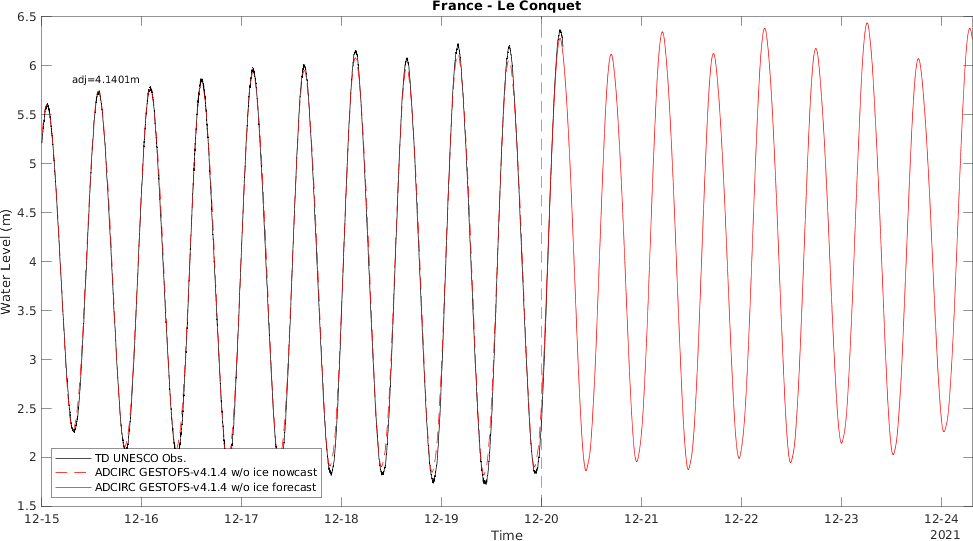 France - Le Conquet
6.5
6
5.5
5
4.5
4
3.5
3
2.5
2
1.5
Water Level (m)
adj=4.1401m
TD UNESCO Obs.
ADCIRC GESTOFS-v4.1.4 w/o ice nowcast
ADCIRC GESTOFS-v4.1.4 w/o ice forecast
12-15 12-16 12-17 12-18 12-19 12-20 12-21 12-22 12-23 12-24
Time 2021